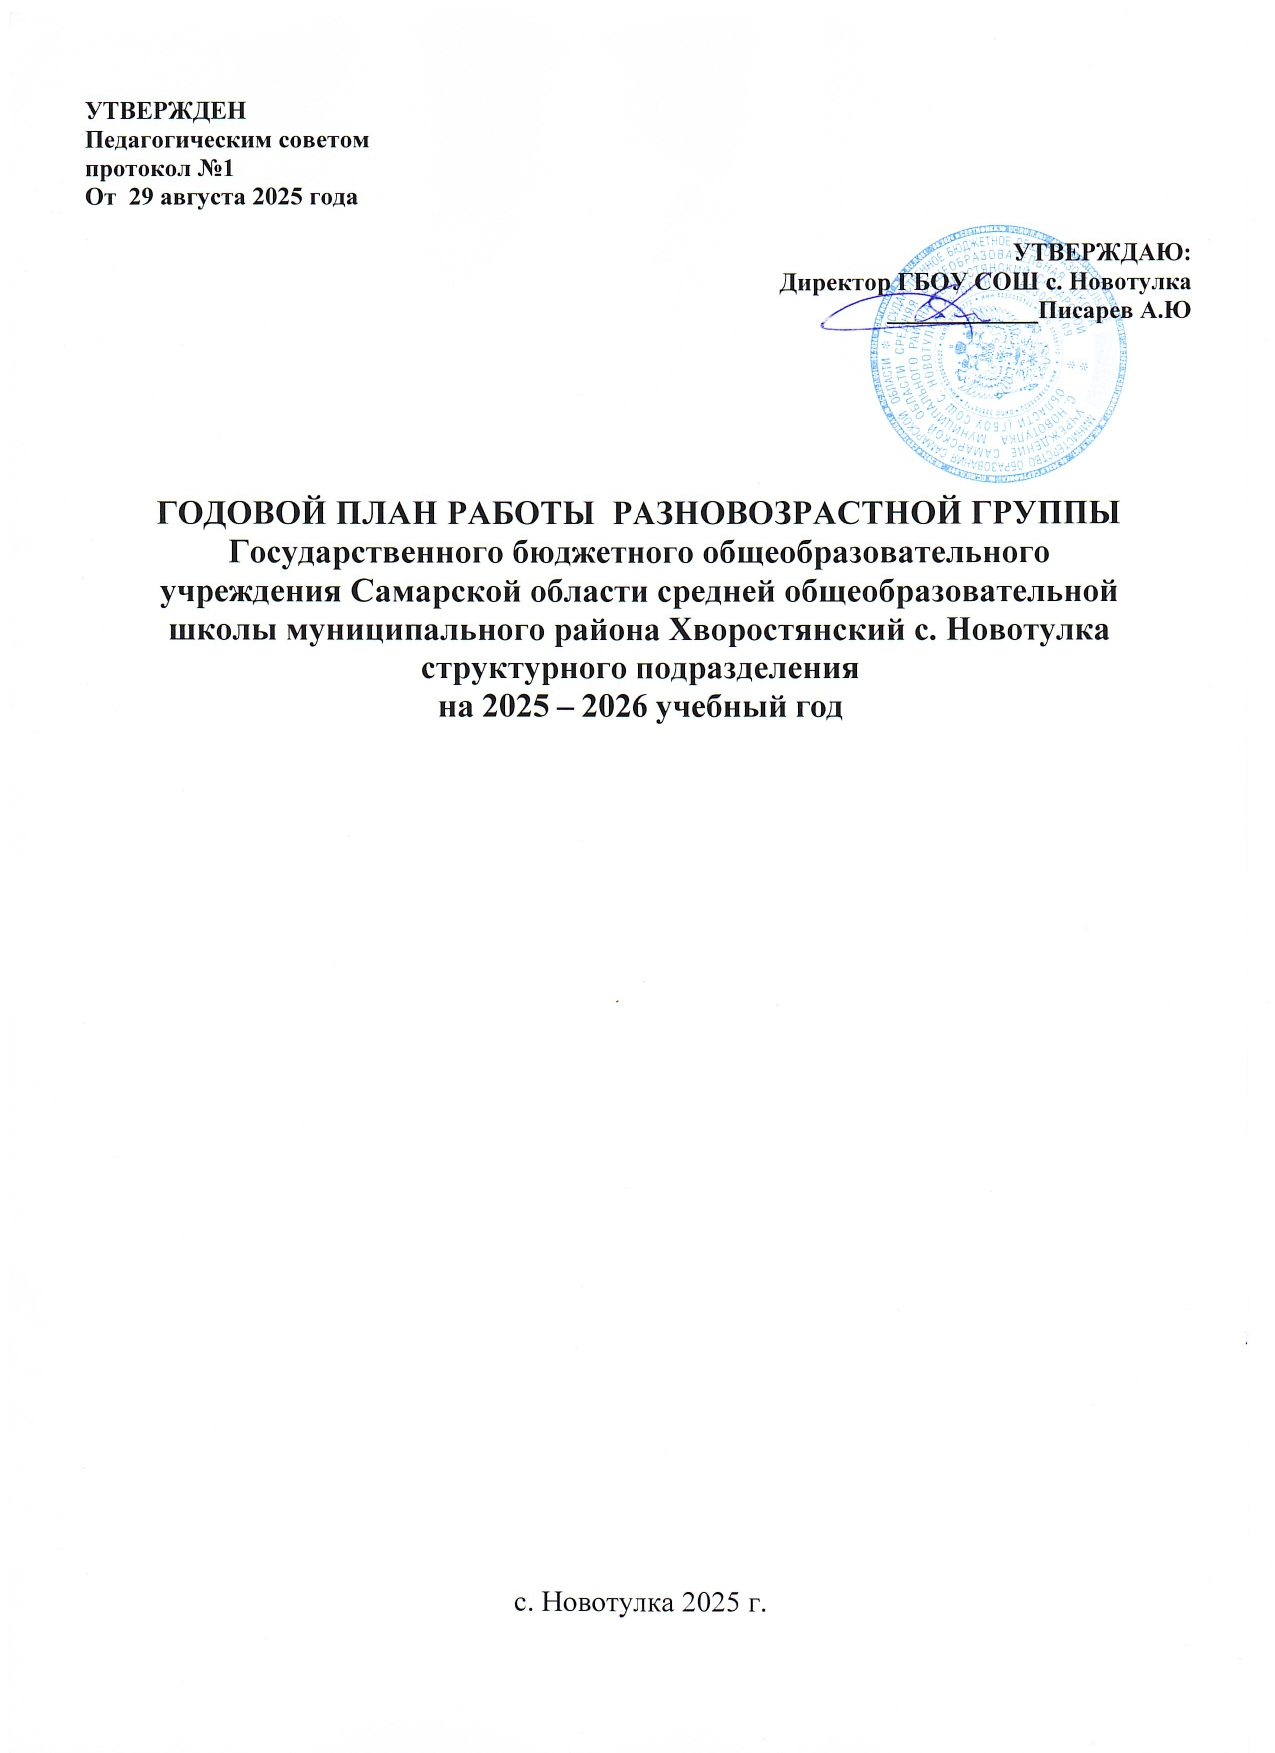 УТВЕРЖДЕН
Педагогическим советом
протокол №1
От  29 августа 2025 года
УТВЕРЖДАЮ:
Директор ГБОУ СОШ с. Новотулка
____________Писарев А.Ю
ГОДОВОЙ ПЛАН РАБОТЫ  РАЗНОВОЗРАСТНОЙ ГРУППЫ
Государственного бюджетного общеобразовательного
учреждения Самарской области средней общеобразовательной
школы муниципального района Хворостянский с. Новотулка
структурного подразделения
на 2025 – 2026 учебный год
с. Новотулка 2025 г.